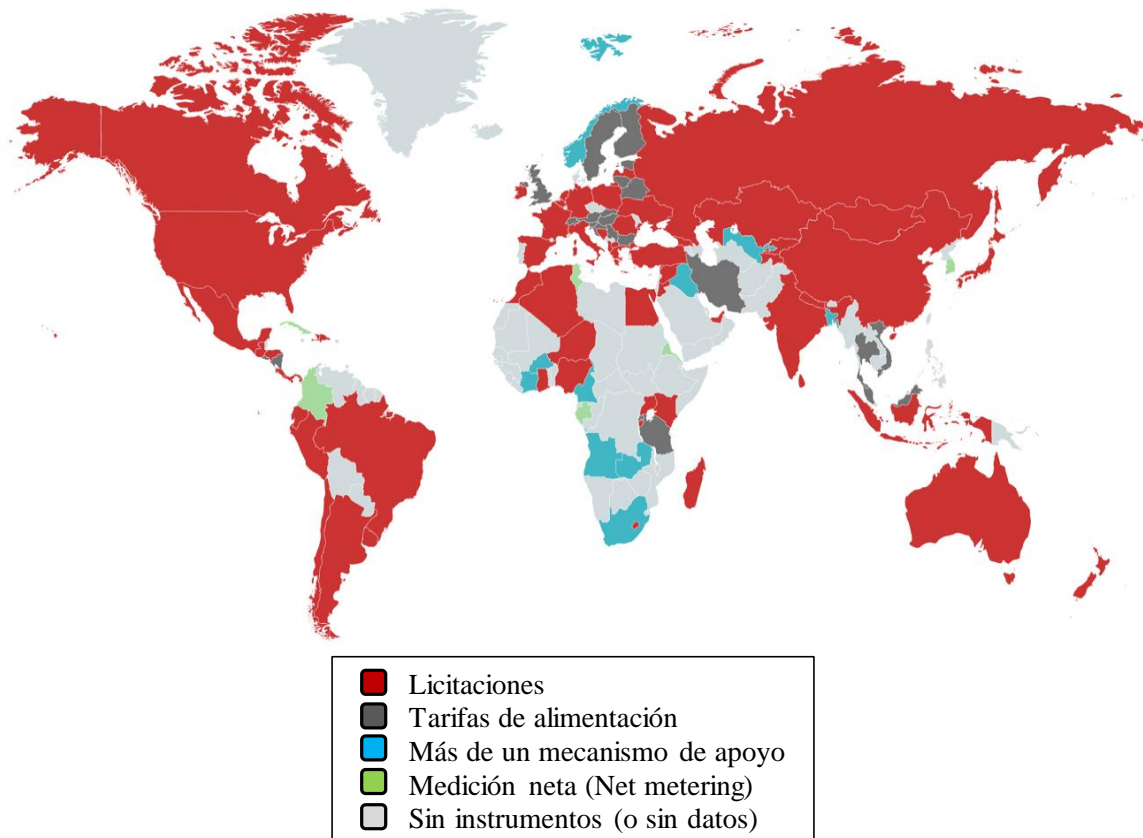 Licitaciones
Tarifas de alimentación
Más de un mecanismo de apoyo
Medición neta (Net metering)
Sin instrumentos (o sin datos)